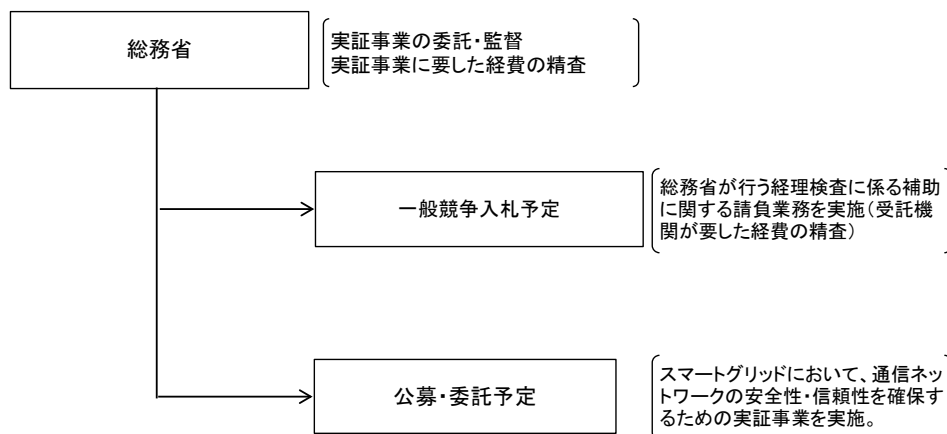 総務省
実証事業の委託・監督
実証事業に要した経費の精査
一般競争入札予定
総務省が行う経理検査に係る補助
に関する請負業務を実施(受託機
関が要した経費の精査)
公募・委託予定
スマートグリッドにおいて、通信ネッ
トワークの安全性・信頼性を確保す
るための実証事業を実施。